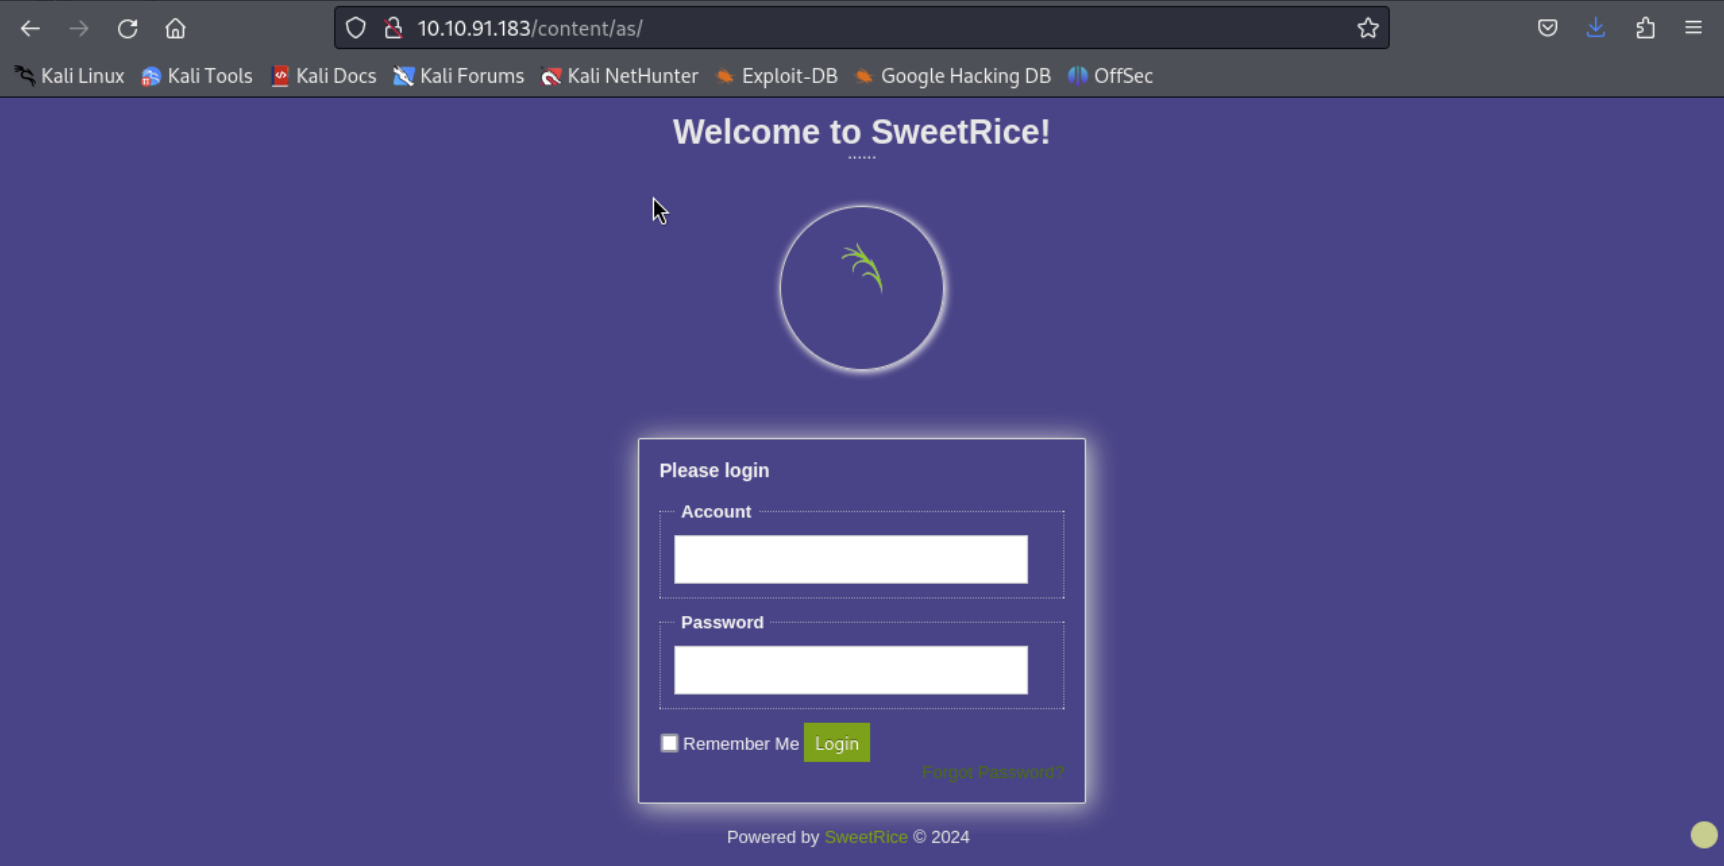 10.10.91.183/content/as/
Kali Linux Kali Tools Kali Docs Kali Forums Kali NetHunter Exploit-DB Google Hacking DB OffSec
Welcome to SweetRice!
......
Please login
Account
Password
Remember Me Login
Forgot Password?
Powered by SweetRice © 2024